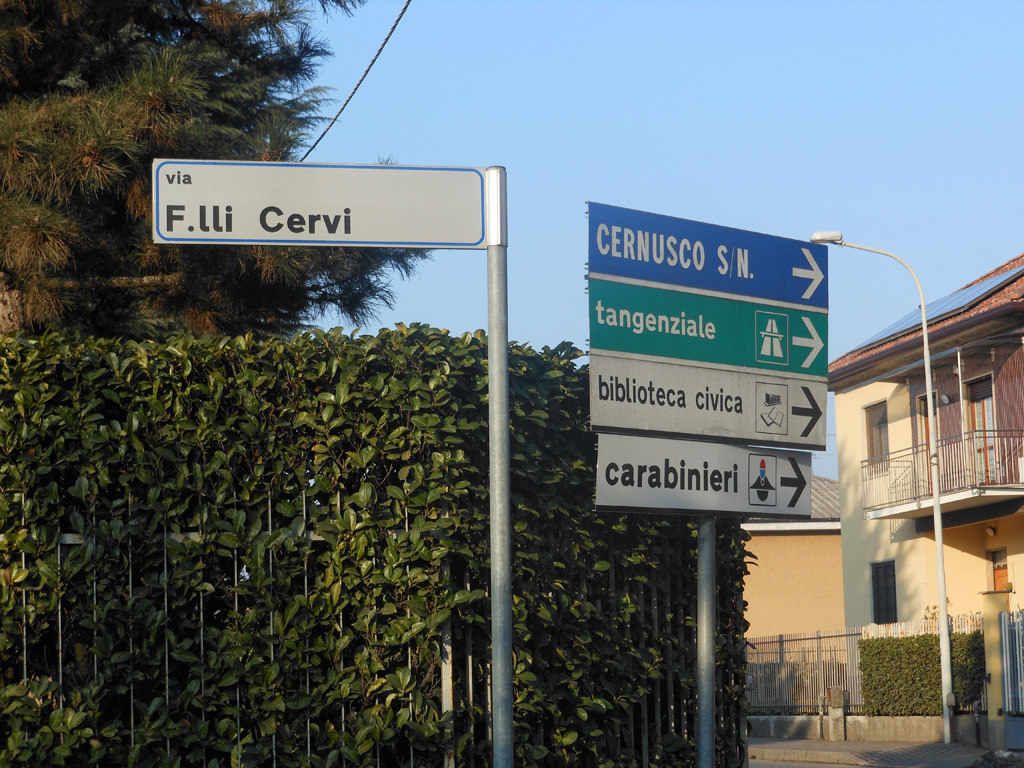 via
F.lli Cervi
CERNUSCO S/N.
tangenziale
biblioteca civica
carabinieri